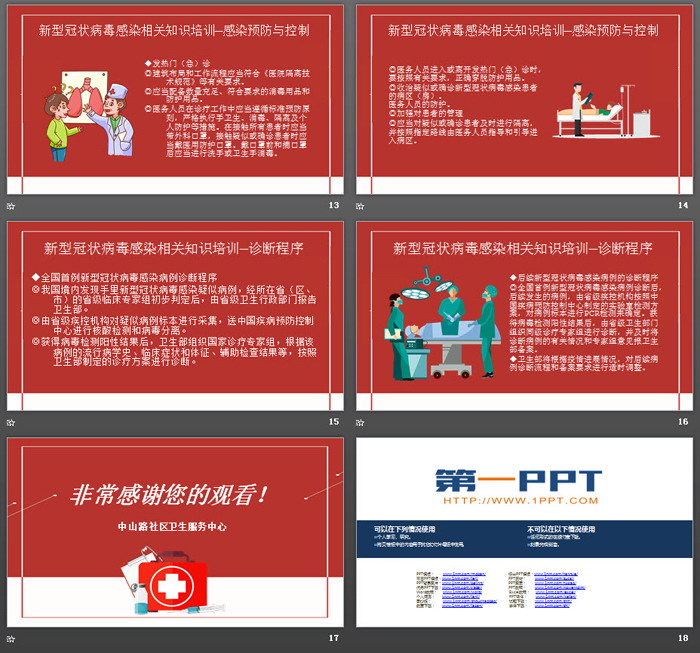 新型冠状病毒感染相关知识培训—感染预防与控制
◆发热门（急）诊
◎建筑布局和工作流程应当符合《医院隔离技
术规范》等有关要求。
◎应当配备数量充足、符合要求的消毒用品和
防护用品。
◎医务人员在诊疗工作中应当遵循标准预防原
则，严格执行手卫生、消毒、隔离及个
人防护等措施。在接触所有患者时应当
带外科口罩。接触疑似或确诊患者时应
当戴医用防护口罩。戴口罩前和摘口罩
后应当进行洗手或卫生手消毒。
13
新型冠状病毒感染相关知识培训—感染预防与控制
◎医务人员进入或离开发热门（急）诊时，
要按照有关要求，正确穿脱防护用品。
◎收治疑似或确诊新型冠状病毒感染患者
的病区（房）。
医务人员的防护。
◎加强对患者的管理
◎应当对疑似或确诊患者及时进行隔离，
并按照指定路线由医务人员指导和引导进
入病区。
14
新型冠状病毒感染相关知识培训—诊断程序
◆全国首例新型冠状病毒感染病例诊断程序
◎我国境内发现手里新型冠状病毒感染疑似病例，经所在省（区、
市）的省级临床专家组初步判定后，由省级卫生行政部门报告
卫生部。
◎由省级疾控机构对疑似病例标本进行采集，送中国疾病预防控制
中心进行核酸检测和病毒分离。
◎获得病毒检测阳性结果后，卫生部组织国家诊疗专家组，根据该
病例的流行病学史、临床症状和体征、辅助检查结果等，按照
卫生部制定的诊疗方案进行诊断。
15
新型冠状病毒感染相关知识培训—诊断程序
◆后续新型冠状病毒感染病例的诊断程序
◎全国首例新型冠状病毒感染病例诊断后，
后续发生的病例，由省级疾控机构按照中
国疾病预防控制中心制定的实验室检测方
案，对病例标本进行PCR检测来确定。获
得病毒检测阳性结果后，由省级卫生部门
组织同级诊疗专家组进行诊断，并及时将
诊断病例的有关情况和专家组意见报卫生
部备案。
◆卫生部将根据疫情进展情况，对后续病
例诊断流程和备案要求进行适时调整。
16
非常感谢您的观看！
中山路社区卫生服务中心
17
第一PPT
HTTP://WWW.1PPT.COM
可以在下列情况使用
不可以在以下情况使用
18